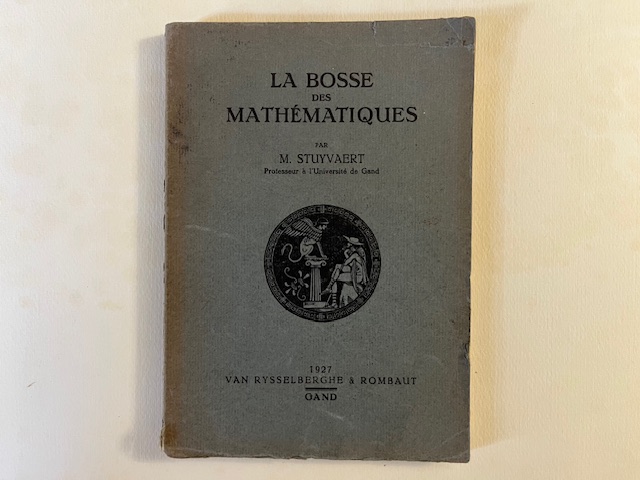 LA BOSSE
DES
MATHÉMATIQUES
PAR
M. STUYVAERT
Professeur à l'Université de Gand
1927
VAN RYSSELBERGHE & ROMBAUT
GAND